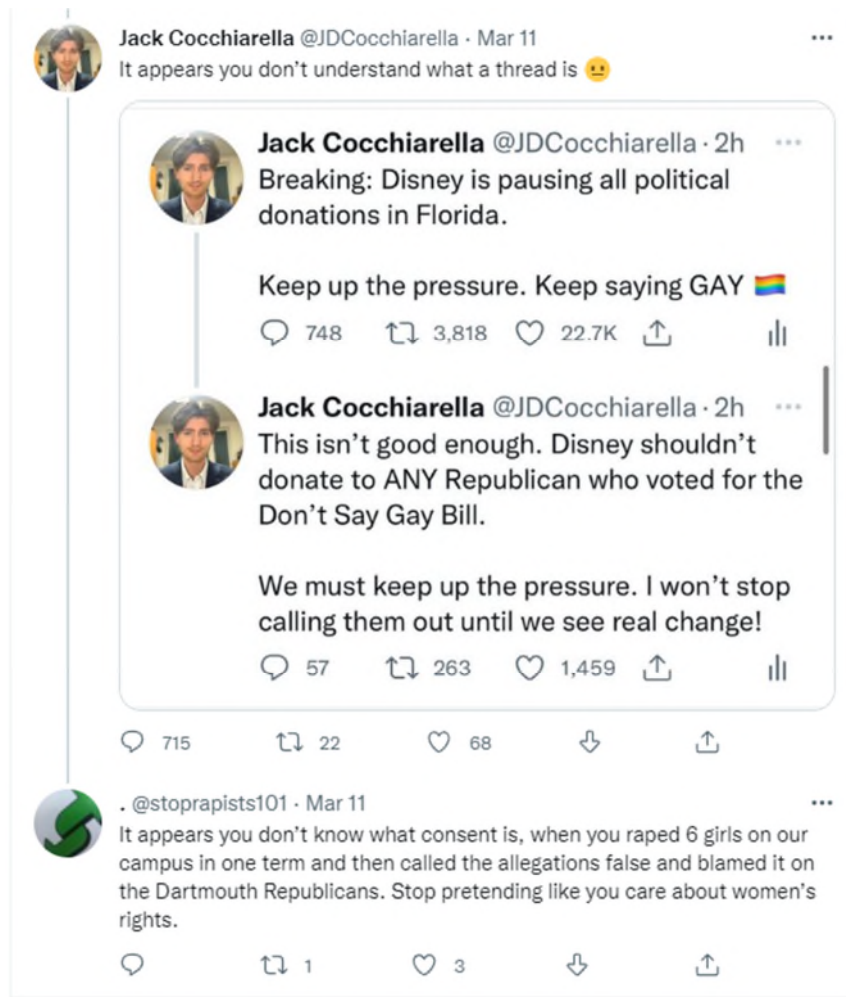 Jack Cocchiarella @JDCocchiarella · Mar 11
It appears you don't understand what a thread is 😐
Jack Cocchiarella @JDCocchiarella · 2h
Breaking: Disney is pausing all political
donations in Florida.
Keep up the pressure. Keep saying GAY 🏳️‍🌈
748 3,818 22.7K
Jack Cocchiarella @JDCocchiarella · 2h
This isn't good enough. Disney shouldn't
donate to ANY Republican who voted for the
Don't Say Gay Bill.
We must keep up the pressure. I won't stop
calling them out until we see real change!
57 263 1,459
715 22 68
. @stoprapists101 · Mar 11
It appears you don't know what consent is, when you raped 6 girls on our
campus in one term and then called the allegations false and blamed it on
the Dartmouth Republicans. Stop pretending like you care about women's
rights.
1 3